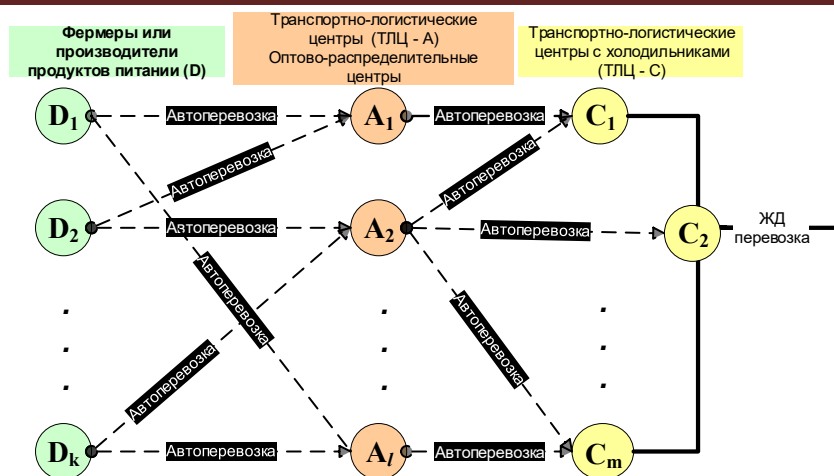 Фермеры или
производители
продуктов питании (D)
Транспортно-логистические
центры (ТЛЦ - А)
Оптово-распределительные
центры
Транспортно-логистические
центры с холодильниками
(ТЛЦ - С)
D1
Автоперевозка
A1
Автоперевозка
C1
Автоперевозка
Автоперевозка
D2
Автоперевозка
A2
Автоперевозка
C2
ЖД
перевозка
Автоперевозка
Автоперевозка
Автоперевозка
Dk
Автоперевозка
Al
Автоперевозка
Cm